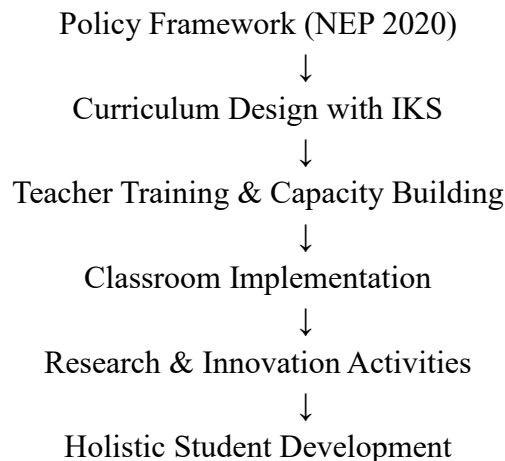 Policy Framework (NEP 2020)
↓
Curriculum Design with IKS
↓
Teacher Training & Capacity Building
↓
Classroom Implementation
↓
Research & Innovation Activities
↓
Holistic Student Development